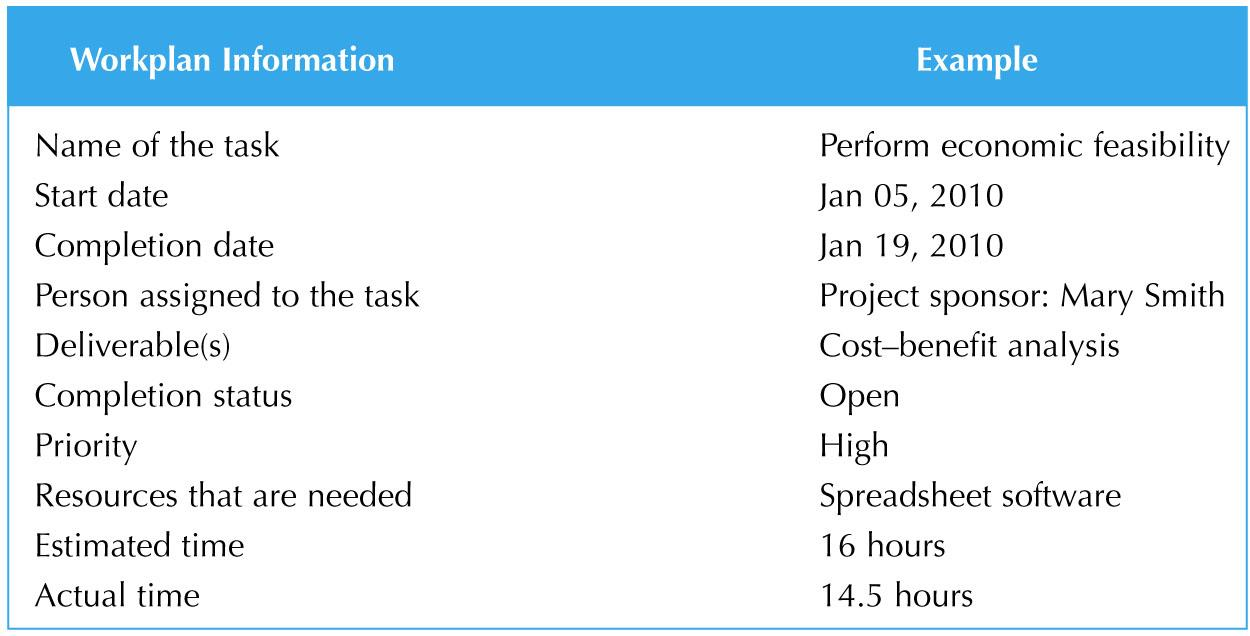 Workplan Information Example
Name of the task Perform economic feasibility
Start date Jan 05, 2010
Completion date Jan 19, 2010
Person assigned to the task Project sponsor: Mary Smith
Deliverable(s) Cost–benefit analysis
Completion status Open
Priority High
Resources that are needed Spreadsheet software
Estimated time 16 hours
Actual time 14.5 hours